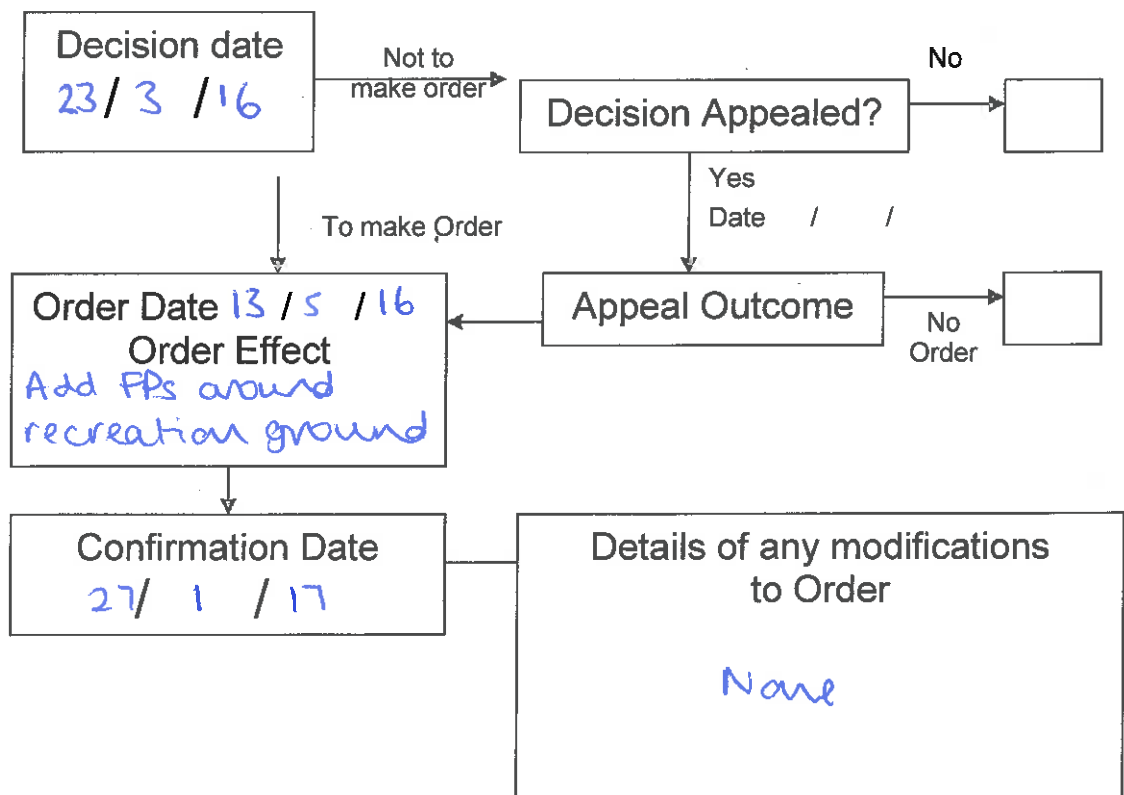 Decision date
23/ 3 /16
Not to
make order
No
Decision Appealed?
Yes
Date / /
To make Order
Order Date 13 / 5 / 16
Order Effect
Add FPs around
recreation ground
Appeal Outcome
No
Order
Confirmation Date
27/ 1 / 17
Details of any modifications
to Order
None